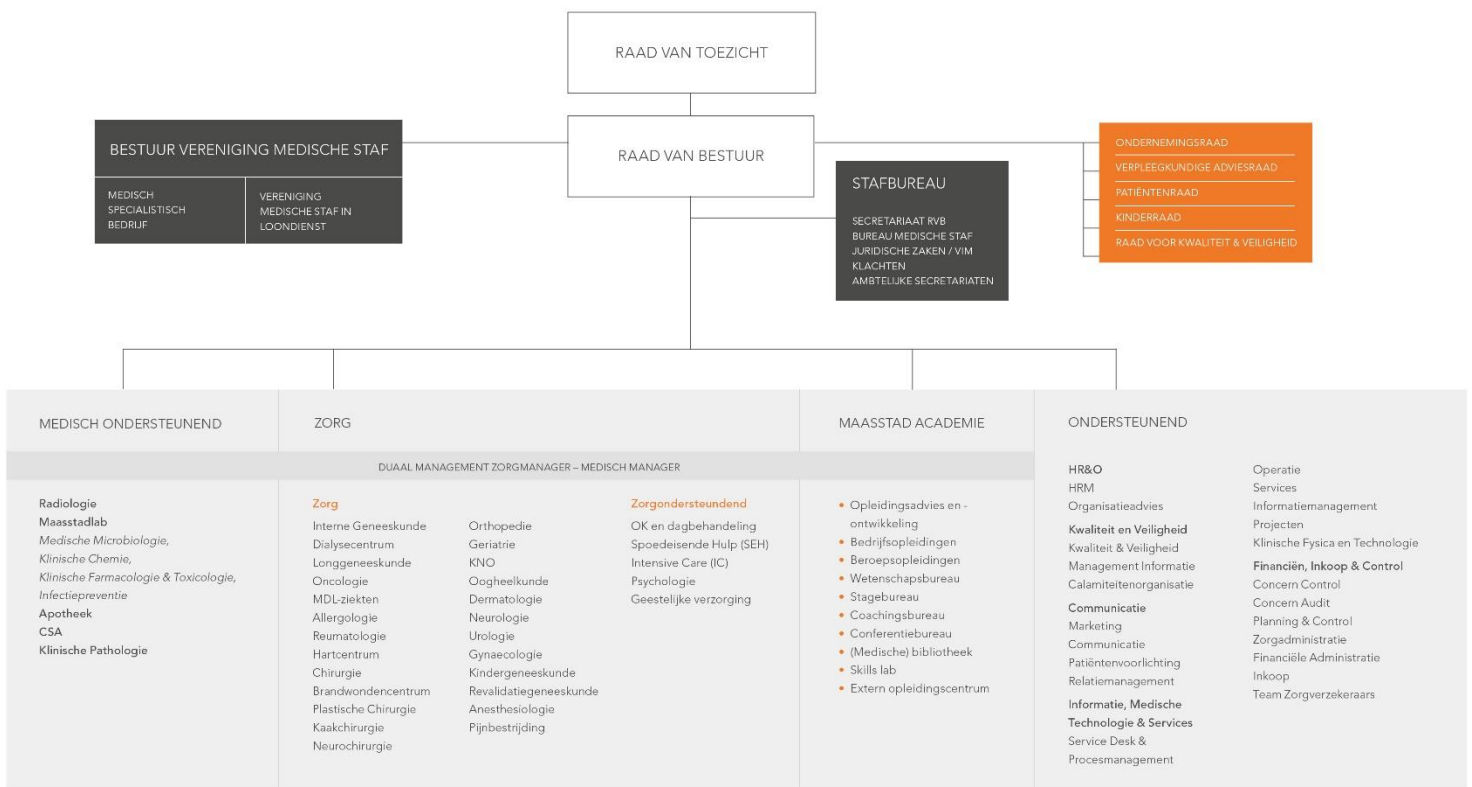 RAAD VAN TOEZICHT
RAAD VAN BESTUUR
BESTUUR VERENIGING MEDISCHE STAF
MEDISCH
SPECIALISTISCH
BEDRIJF
VERENIGING
MEDISCHE STAF IN
LOONDIENST
STAFBUREAU
SECRETARIAAT RVB
BUREAU MEDISCHE STAF
JURIDISCHE ZAKEN / VIM
KLACHTEN
AMBTELIJKE SECRETARIATEN
ONDERNEMINGSRAAD
VERPLEEGKUNDIGE ADVIESRAAD
PATIËNTENRAAD
KINDERRAAD
RAAD VOOR KWALITEIT & VEILIGHEID
MEDISCH ONDERSTEUNEND
ZORG
MAASSTAD ACADEMIE
ONDERSTEUNEND
DUAAL MANAGEMENT ZORGMANAGER – MEDISCH MANAGER
Radiologie
Maasstadlab
Medische Microbiologie,
Klinische Chemie,
Klinische Farmacologie & Toxicologie,
Infectiepreventie
Apotheek
CSA
Klinische Pathologie
Zorg
Interne Geneeskunde
Dialysecentrum
Longgeneeskunde
Oncologie
MDL-ziekten
Allergologie
Reumatologie
Hartcentrum
Chirurgie
Brandwondencentrum
Plastische Chirurgie
Kaakchirurgie
Neurochirurgie
Orthopedie
Geriatrie
KNO
Oogheelkunde
Dermatologie
Neurologie
Urologie
Gynaecologie
Kindergeneeskunde
Revalidatiegeneeskunde
Anesthesiologie
Pijnbestrijding
Zorgondersteundend
OK en dagbehandeling
Spoedeisende Hulp (SEH)
Intensive Care (IC)
Psychologie
Geestelijke verzorging
• Opleidingsadvies en -
ontwikkeling
• Bedrijfsopleidingen
• Beroepsopleidingen
• Wetenschapsbureau
• Stagebureau
• Coachingsbureau
• Conferentiebureau
• (Medische) bibliotheek
• Skills lab
• Extern opleidingscentrum
HR&O
HRM
Organisatieadvies
Kwaliteit en Veiligheid
Kwaliteit & Veiligheid
Management Informatie
Calamiteitenorganisatie
Communicatie
Marketing
Communicatie
Patiëntenvoorlichting
Relatiemanagement
Informatie, Medische
Technologie & Services
Service Desk &
Procesmanagement
Operatie
Services
Informatiemanagement
Projecten
Klinische Fysica en Technologie
Financiën, Inkoop & Control
Concern Control
Concern Audit
Planning & Control
Zorgadministratie
Financiële Administratie
Inkoop
Team Zorgverzekeraars